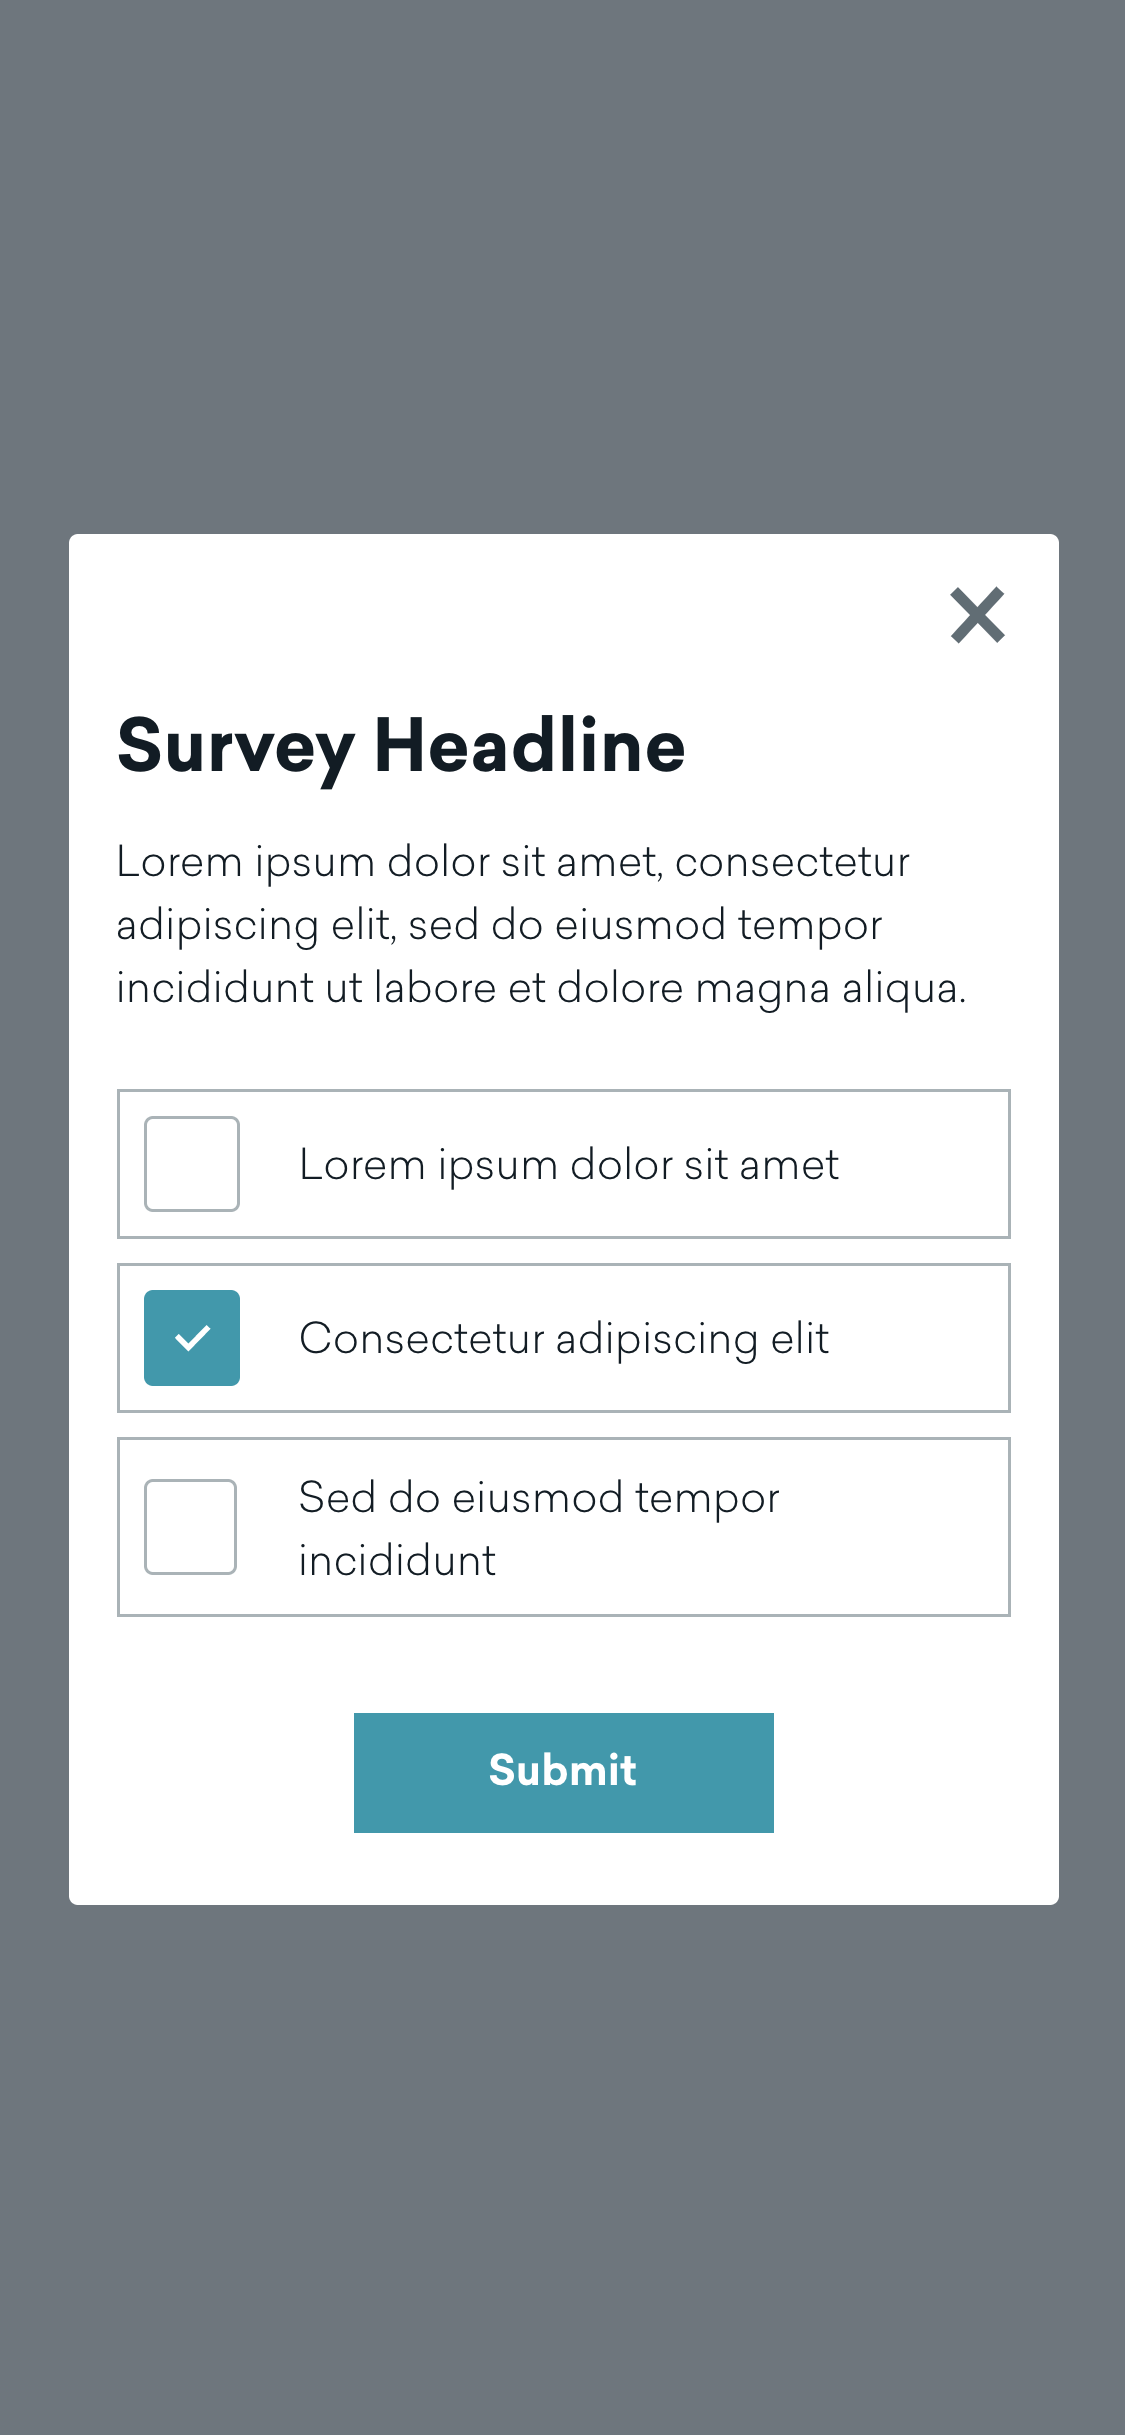 Survey Headline
Lorem ipsum dolor sit amet, consectetur
adipiscing elit, sed do eiusmod tempor
incididunt ut labore et dolore magna aliqua.
Lorem ipsum dolor sit amet
Consectetur adipiscing elit
Sed do eiusmod tempor
incididunt
Submit